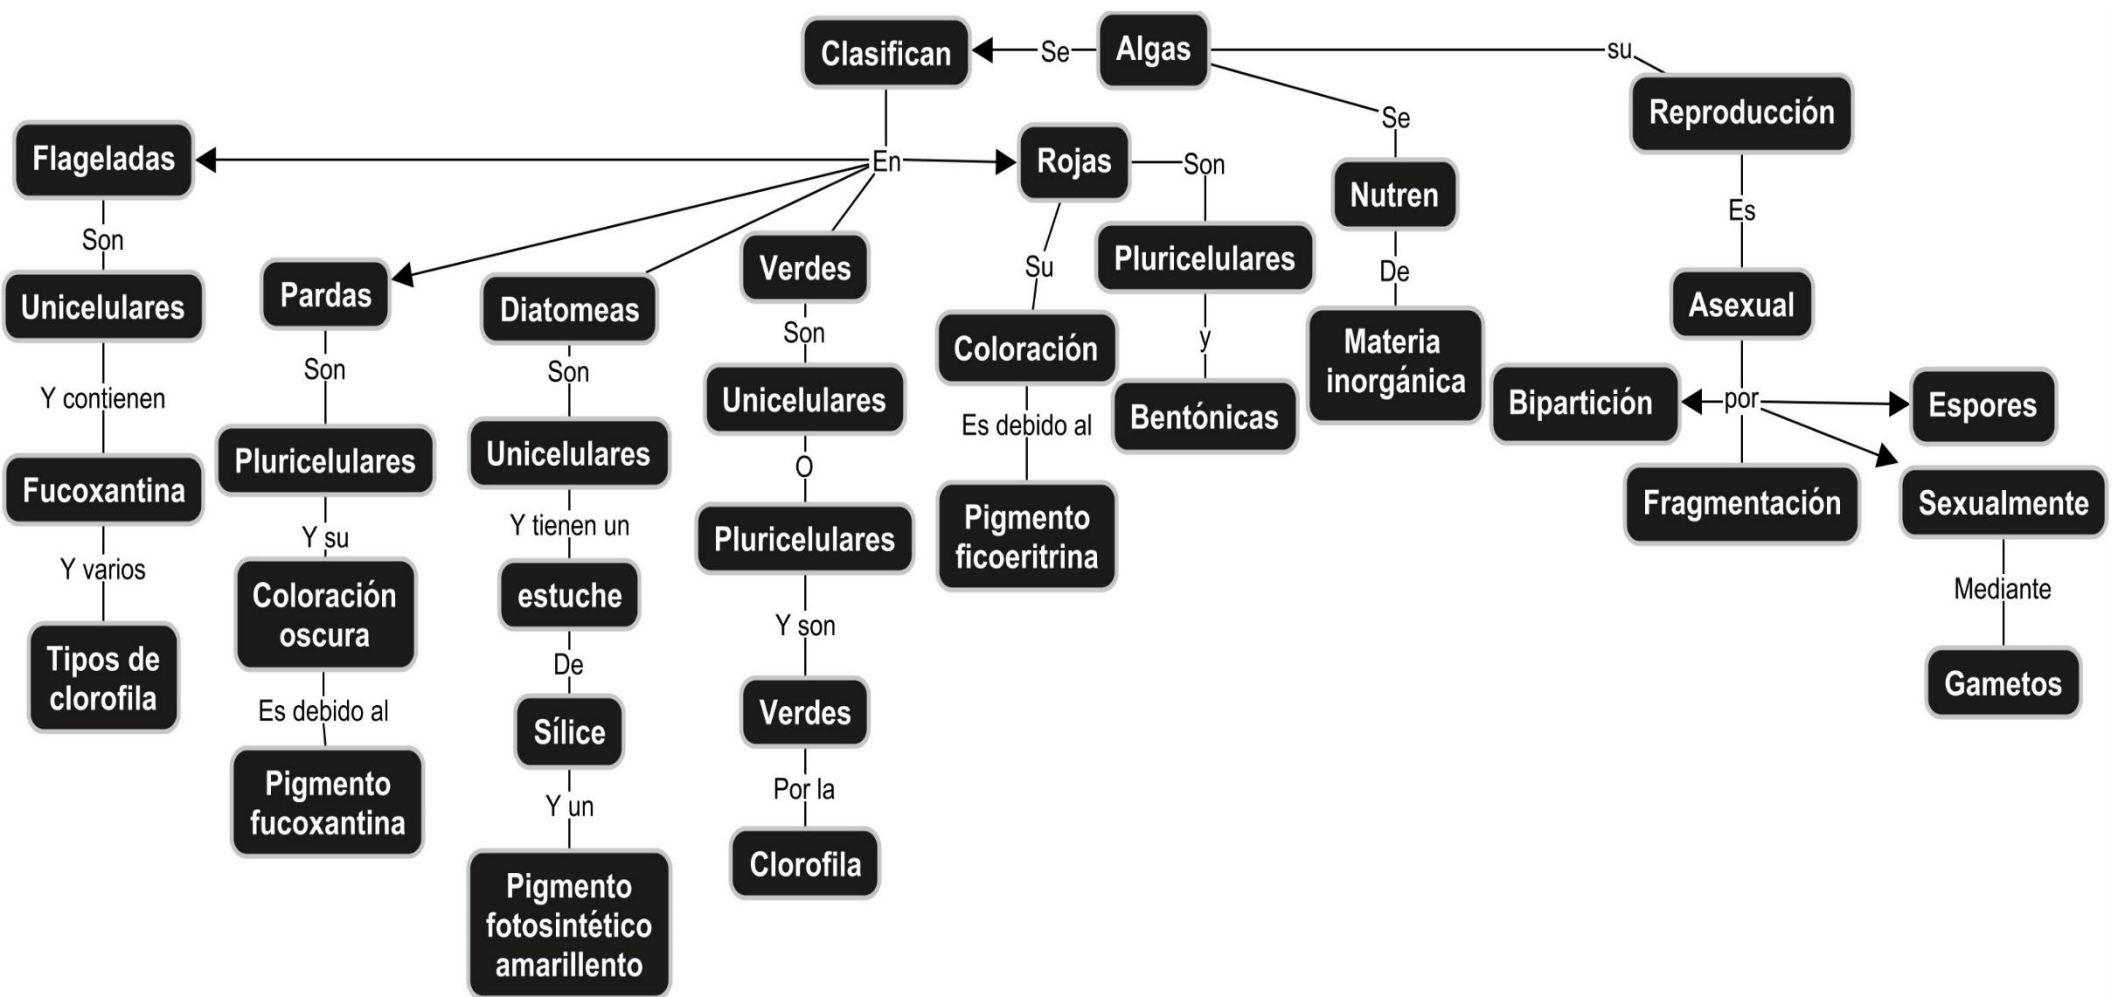 Clasifican
Se
Algas
su
Reproducción
Se
Nutren
De
Materia
inorgánica
En
Flageladas
Son
Unicelulares
Y contienen
Fucoxantina
Y varios
Tipos de
clorofila
Pardas
Son
Pluricelulares
Y su
Coloración
oscura
Es debido al
Pigmento
fucoxantina
Diatomeas
Son
Unicelulares
Y tienen un
estuche
De
Sílice
Y un
Pigmento
fotosintético
amarillento
Verdes
Son
Unicelulares
O
Pluricelulares
Y son
Verdes
Por la
Clorofila
Rojas
Su
Coloración
Es debido al
Pigmento
ficoeritrina
Son
Pluricelulares
y
Bentónicas
Es
Asexual
por
Bipartición
Fragmentación
Espores
Sexualmente
Mediante
Gametos